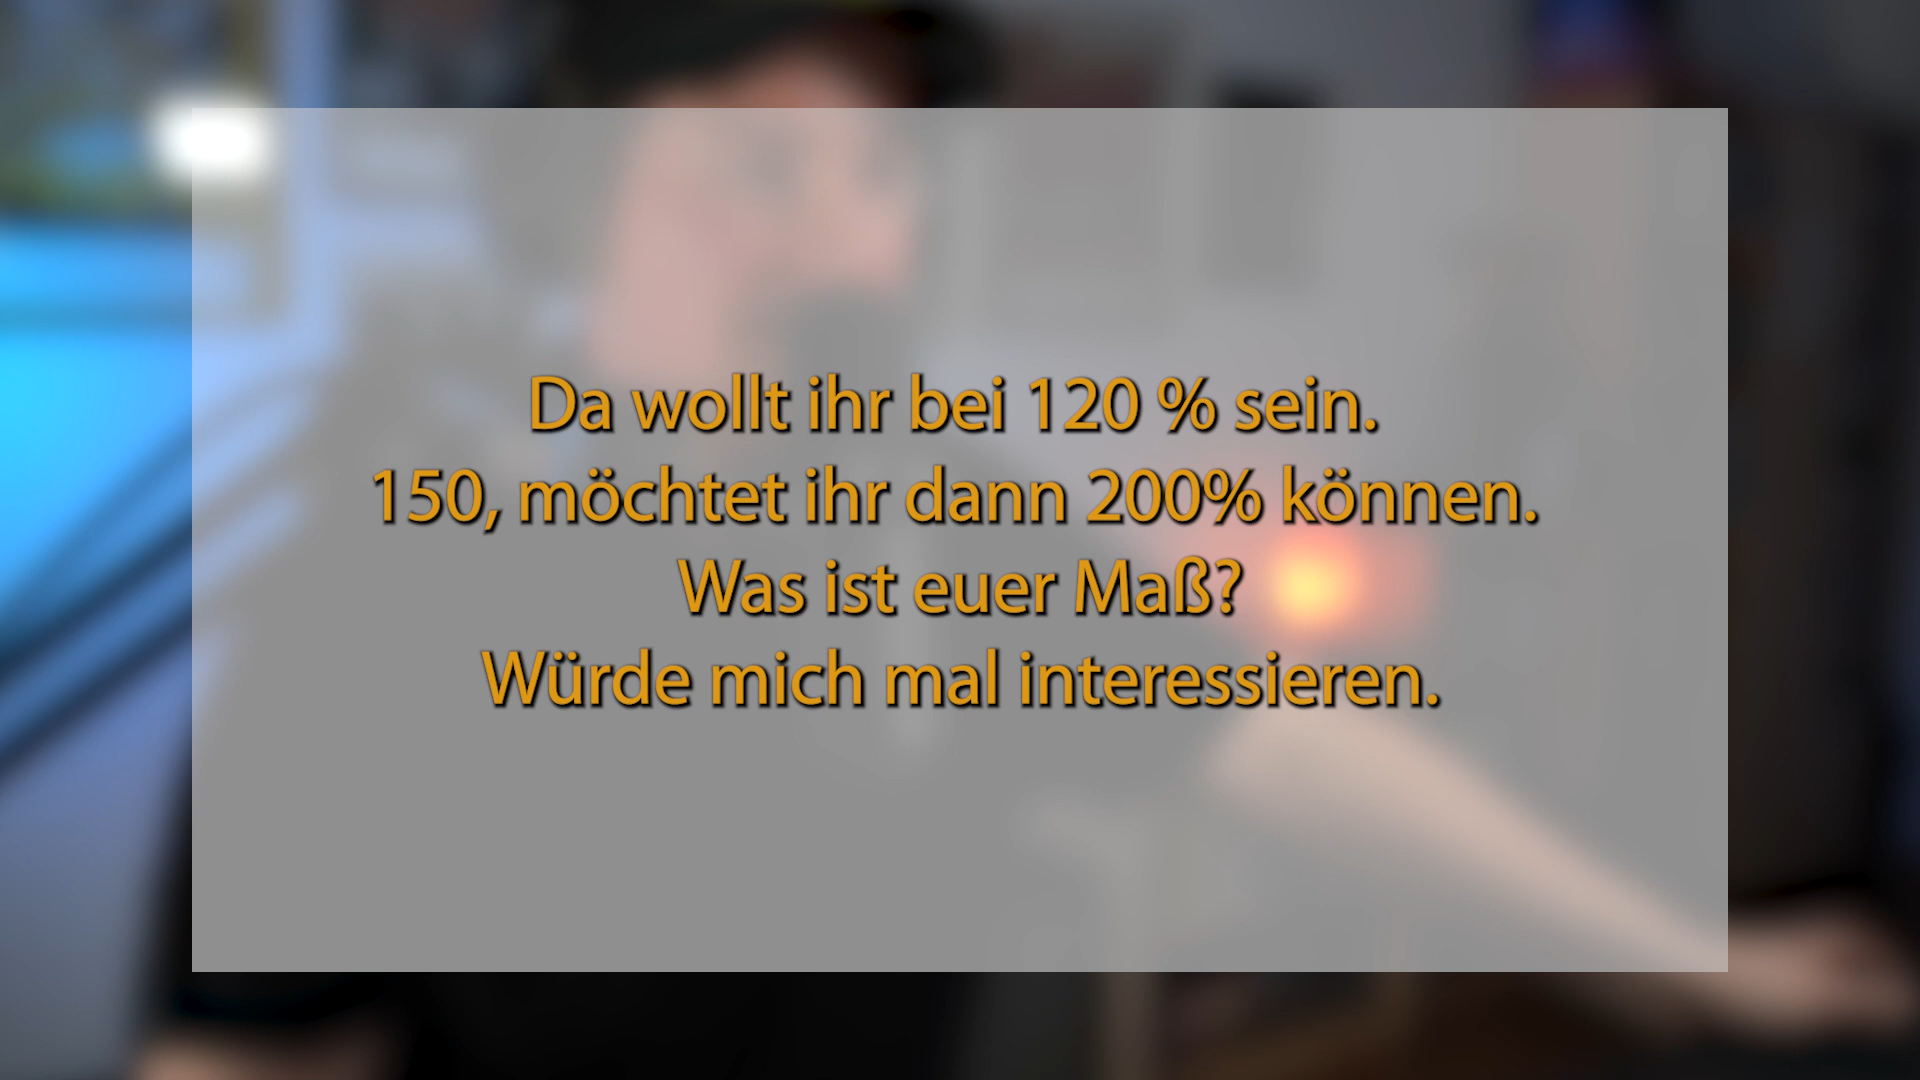 Da wollt ihr bei 120 % sein.
150, möchtet ihr dann 200% können.
Was ist euer Maß?
Würde mich mal interessieren.